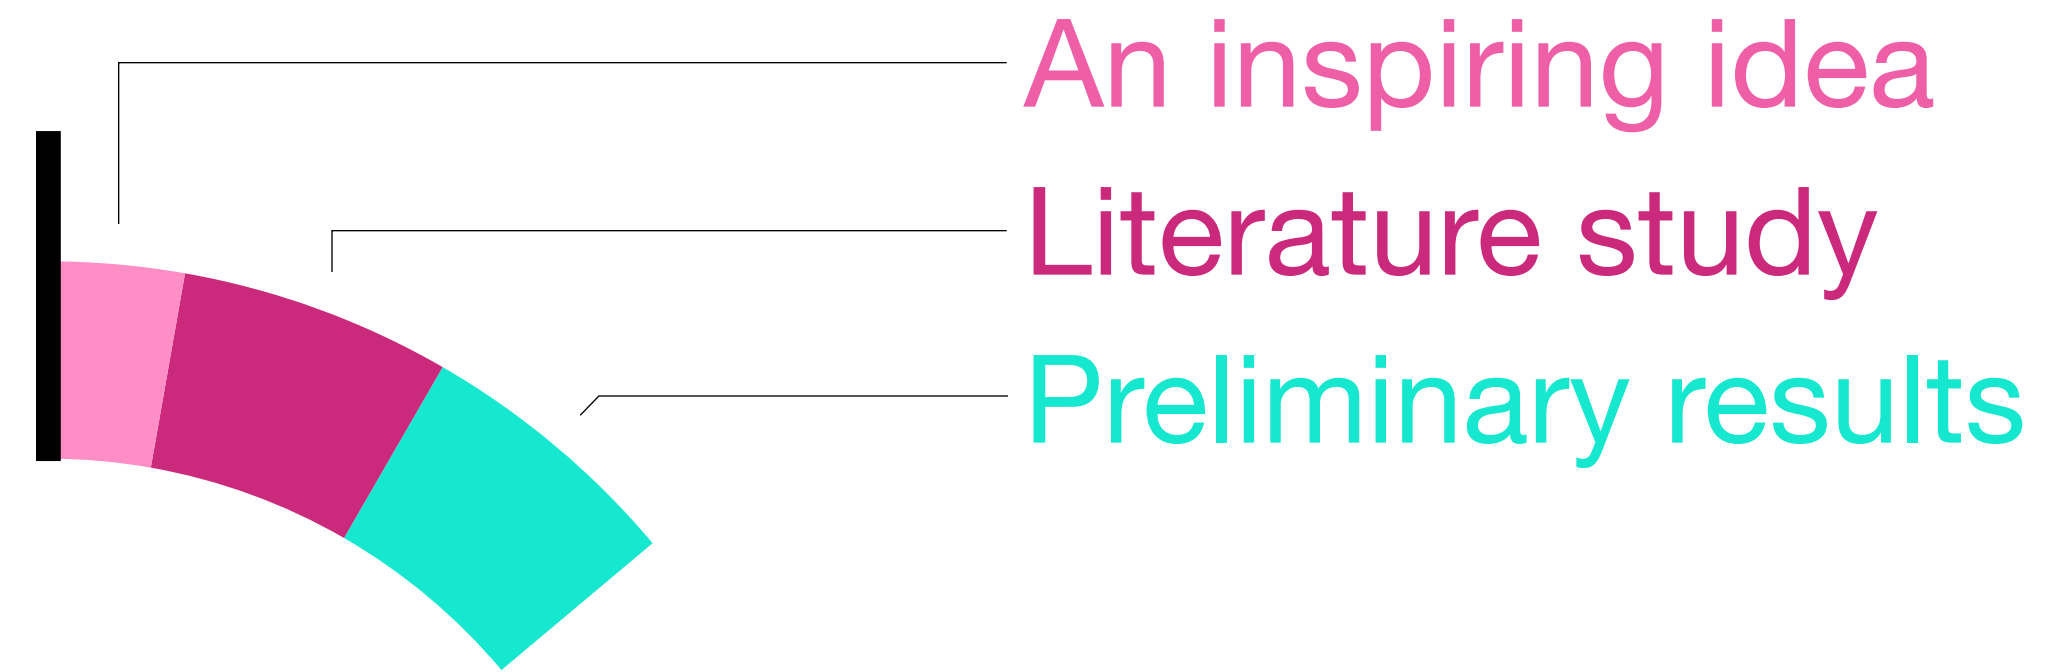 An inspiring idea
Literature study
Preliminary results